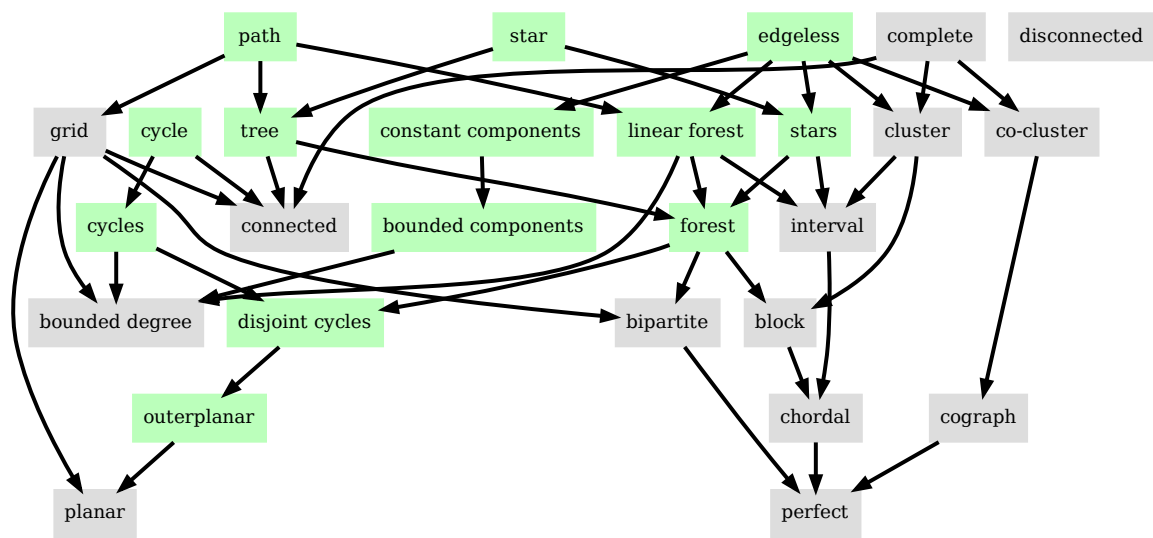 path
star
edgeless
complete
disconnected
grid
cycle
tree
constant components
linear forest
stars
cluster
co-cluster
cycles
connected
bounded components
forest
interval
bounded degree
disjoint cycles
bipartite
block
outerplanar
chordal
cograph
planar
perfect